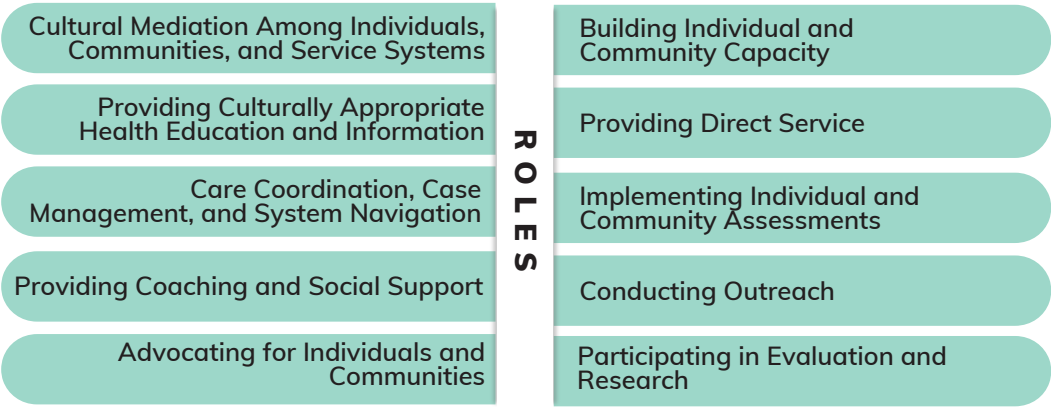 Cultural Mediation Among Individuals,
Communities, and Service Systems
Providing Culturally Appropriate
Health Education and Information
Care Coordination, Case
Management, and System Navigation
Providing Coaching and Social Support
Advocating for Individuals and
Communities
ROLES
Building Individual and
Community Capacity
Providing Direct Service
Implementing Individual and
Community Assessments
Conducting Outreach
Participating in Evaluation and
Research